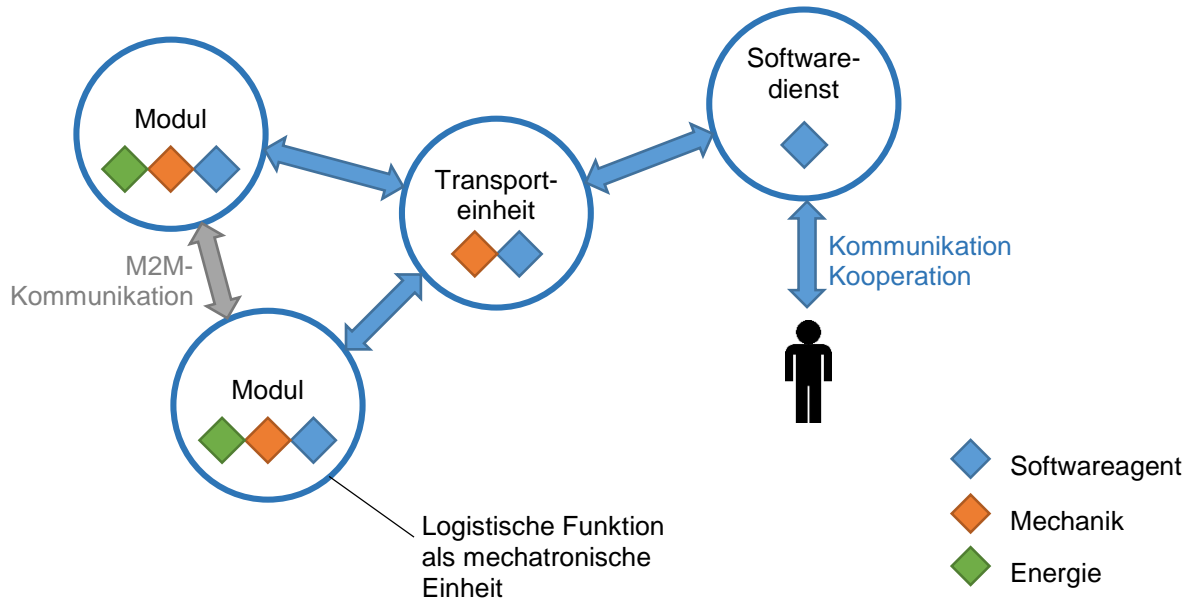 Software-
dienst
Modul
Transport-
einheit
Kommunikation
Kooperation
M2M-
Kommunikation
Modul
Softwareagent
Logistische Funktion
als mechatronische
Einheit
Mechanik
Energie